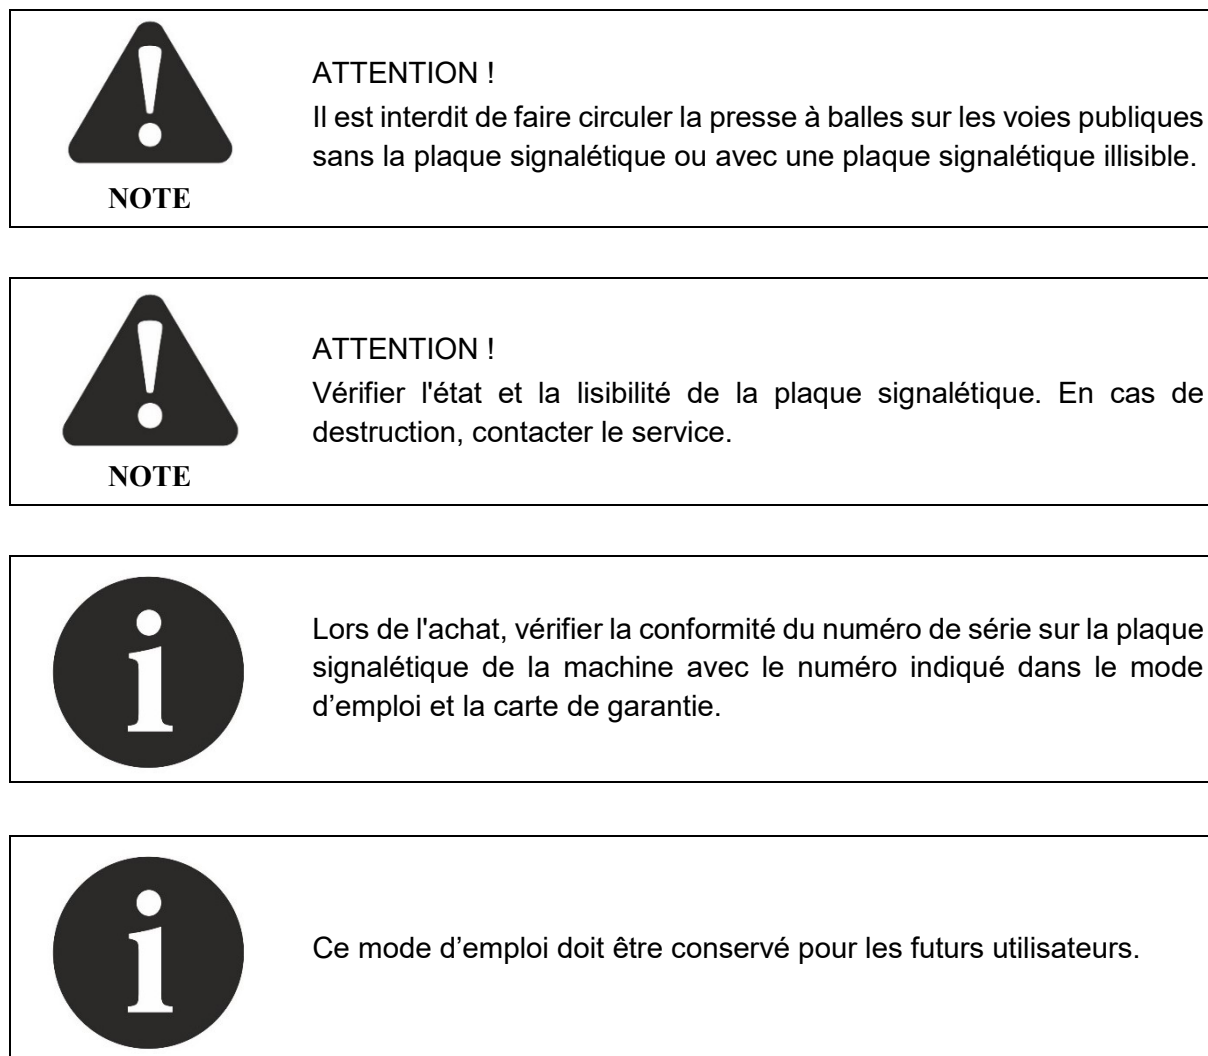 ATTENTION !
Il est interdit de faire circuler la presse à balles sur les voies publiques
sans la plaque signalétique ou avec une plaque signalétique illisible.
NOTE
ATTENTION !
Vérifier l'état et la lisibilité de la plaque signalétique. En cas de
destruction, contacter le service.
NOTE
Lors de l'achat, vérifier la conformité du numéro de série sur la plaque
signalétique de la machine avec le numéro indiqué dans le mode
d’emploi et la carte de garantie.
Ce mode d’emploi doit être conservé pour les futurs utilisateurs.